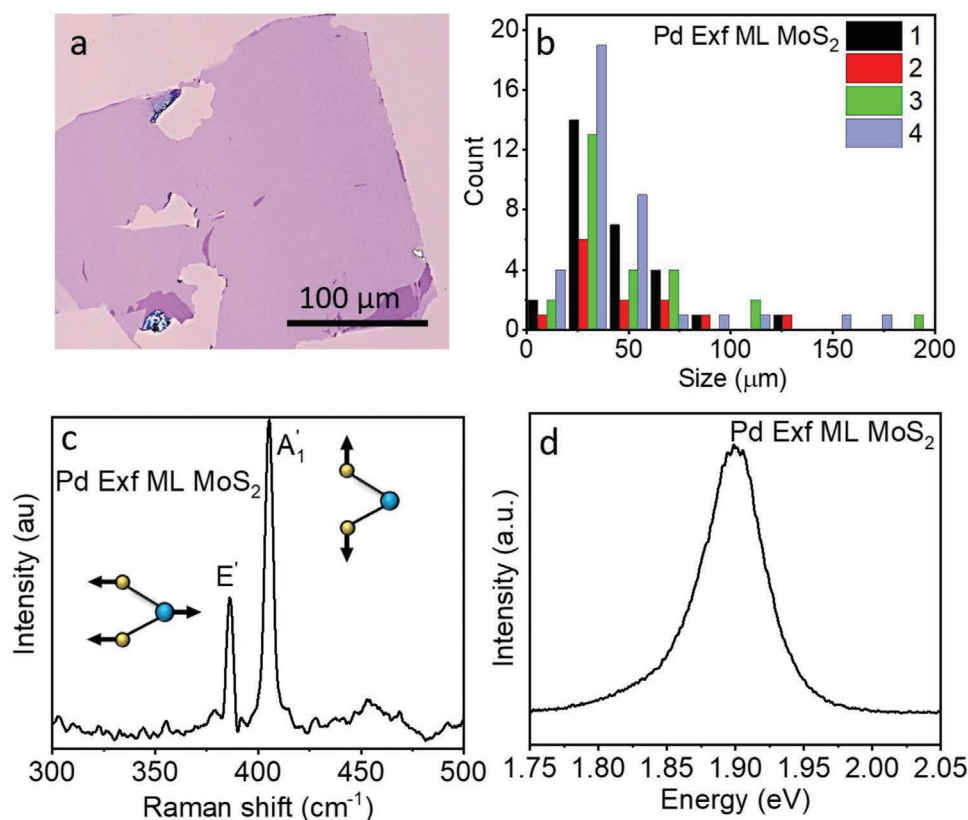 a
100 μm
b
Pd Exf ML MoS₂
1
2
3
4
20
16
12
8
4
0
Count
0
50
100
150
200
Size (μm)
c
A₁'
Pd Exf ML MoS₂
E'
Intensity (au)
300
350
400
450
500
Raman shift (cm⁻¹)
d
Pd Exf ML MoS₂
Intensity (a.u.)
1.75
1.80
1.85
1.90
1.95
2.00
2.05
Energy (eV)